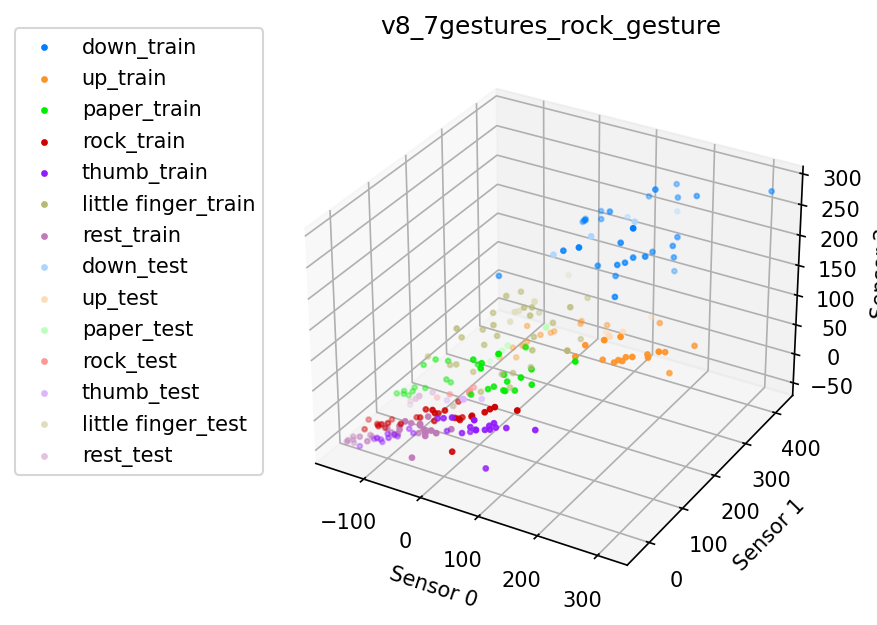 v8_7gestures_rock_gesture
down_train
up_train
paper_train
rock_train
thumb_train
little finger_train
rest_train
down_test
up_test
paper_test
rock_test
thumb_test
little finger_test
rest_test
300
250
200
150
100
50
0
−50
400
300
200
100
0
Sensor 1
−100
0
100
200
300
Sensor 0